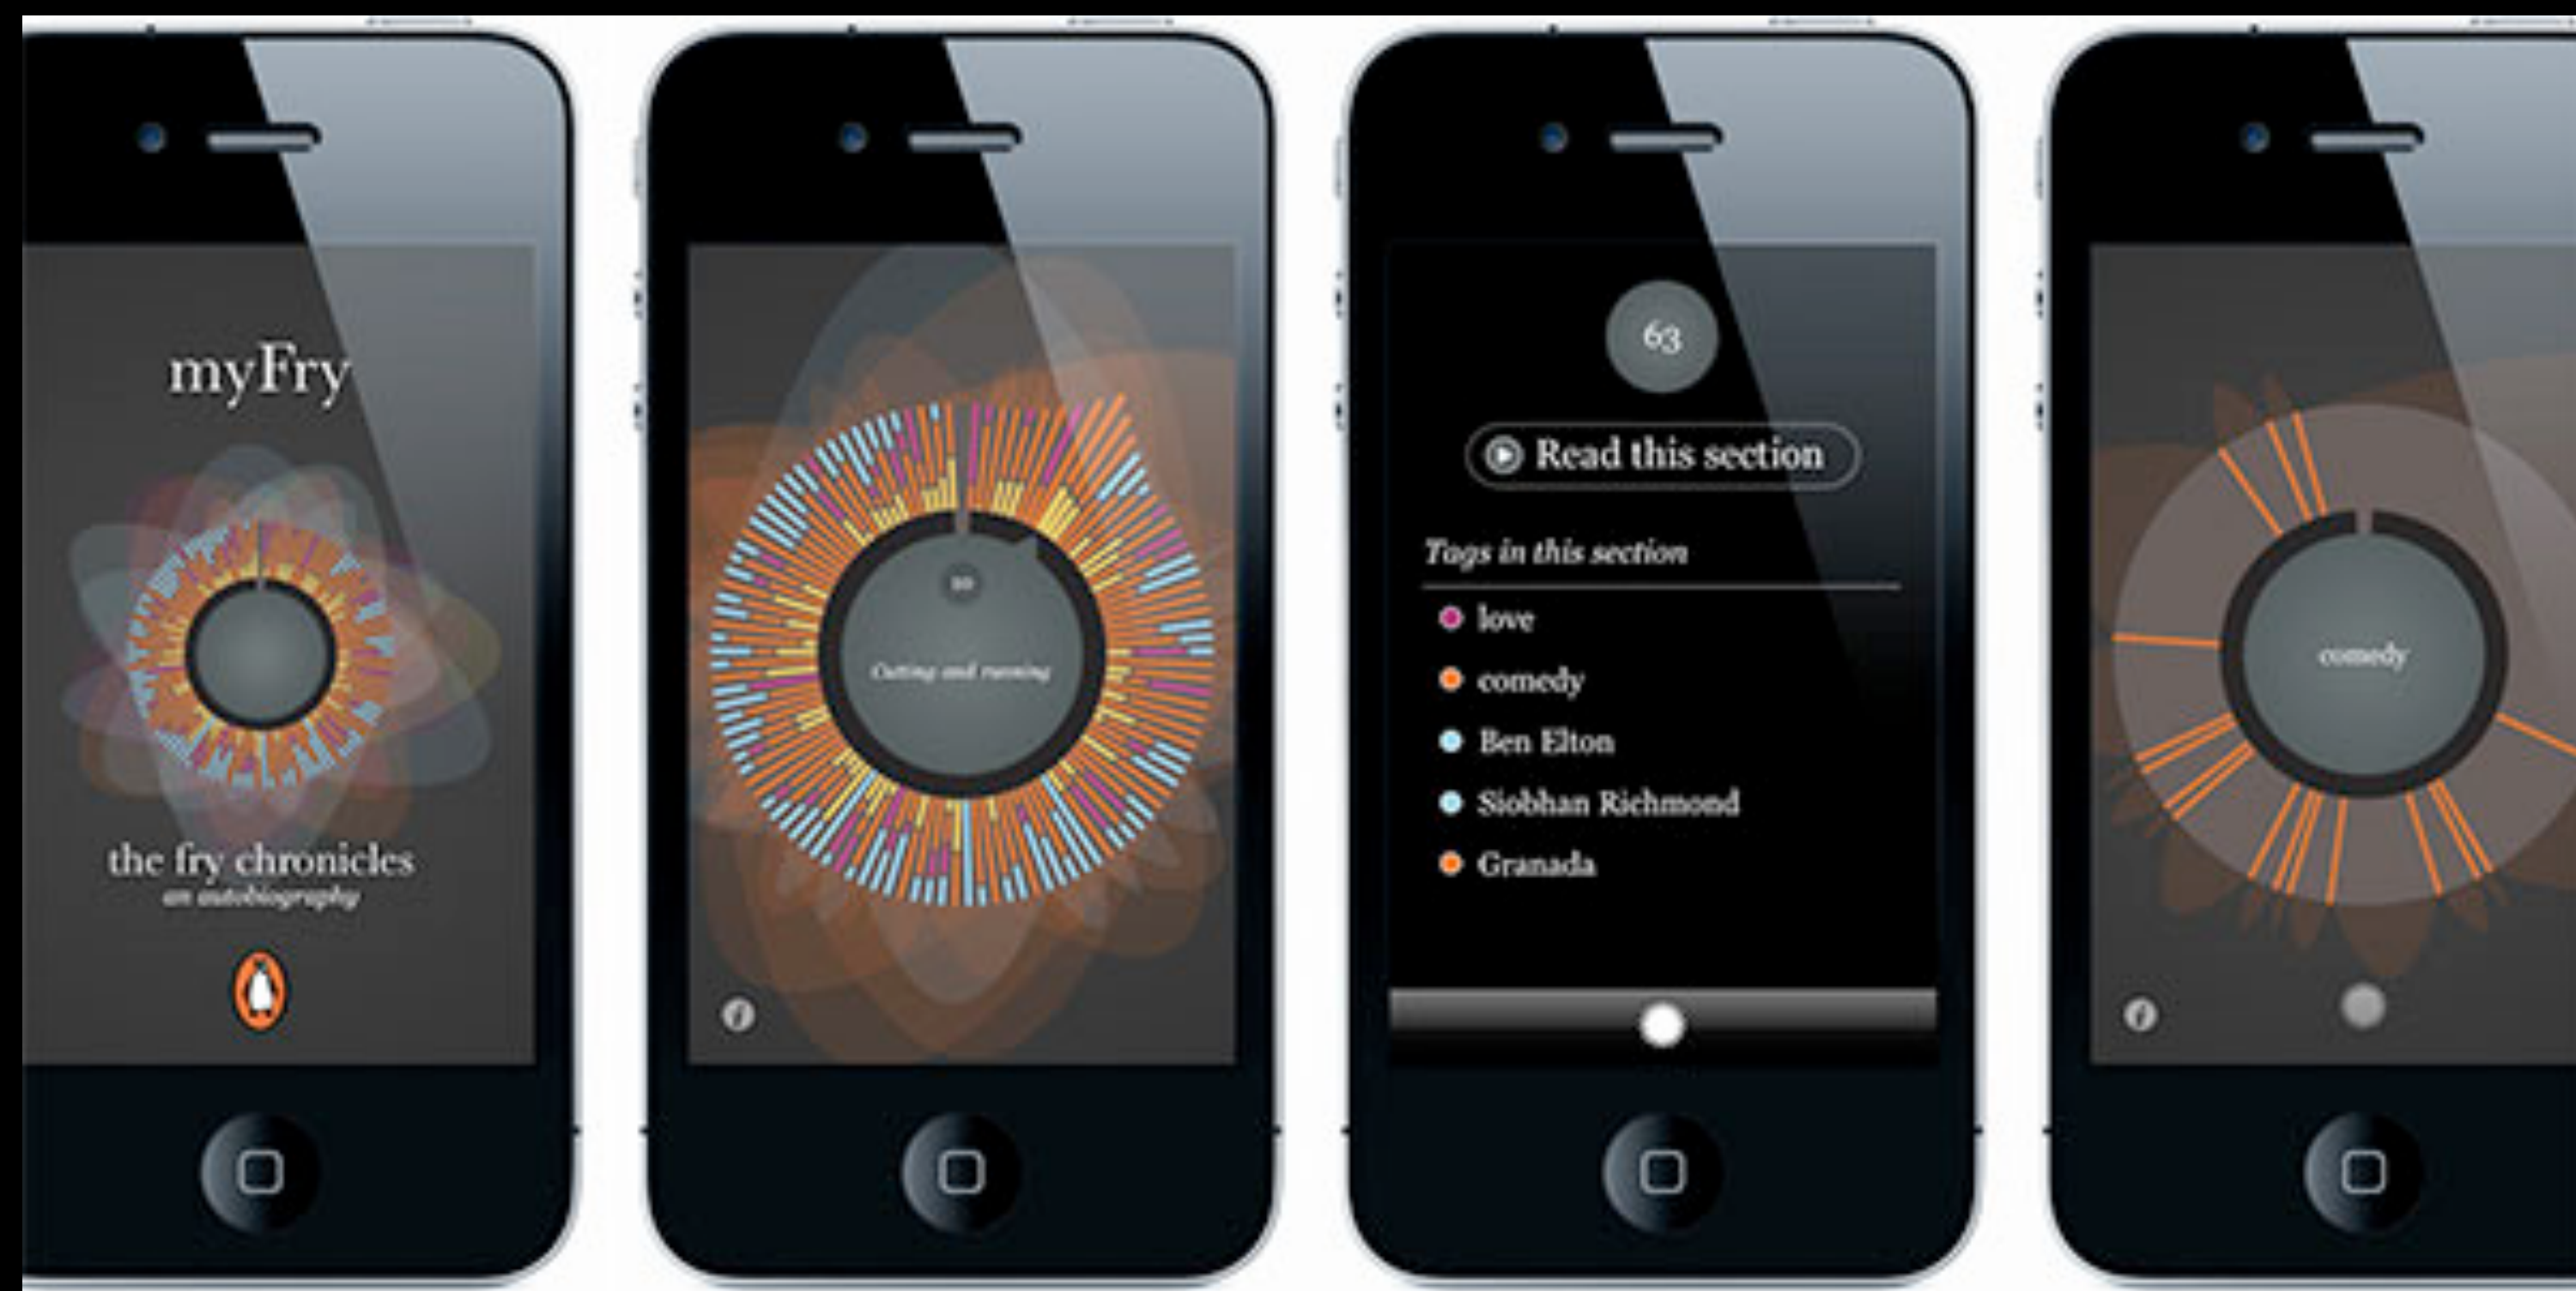 myFry
the fry chronicles
an autobiography
Cutting and running
63
Read this section
Tags in this section
love
comedy
Ben Elton
Siobhan Richmond
Granada
comedy